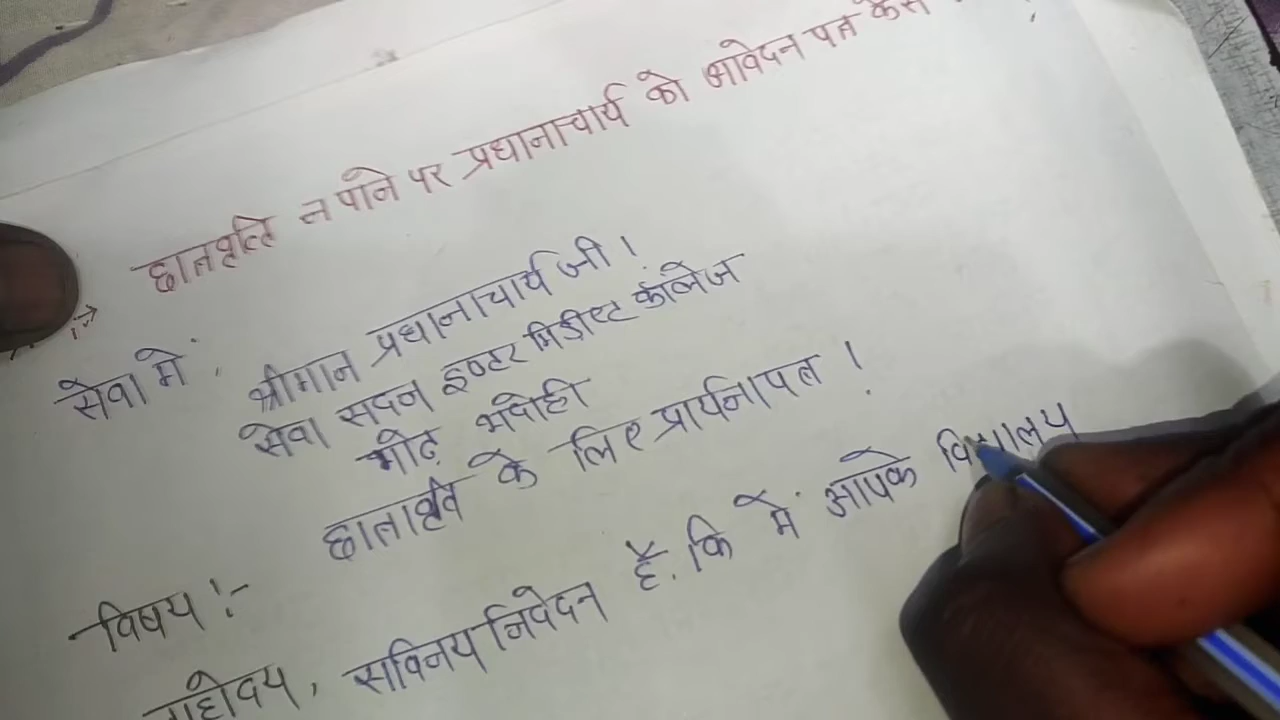 छात्रवृत्ति न पाने पर प्रधानाचार्य को आवेदन पत्र कैसे
सेवा में,
श्रीमान प्रधानाचार्य जी।
सेवा सदन इण्टर मिडीएट कॉलेज
मोढ़ भदोही
विषय :- छात्रावृति के लिए प्रार्थनापत्र !
महोदय, सविनय निवेदन है. कि में आपके विद्यालय